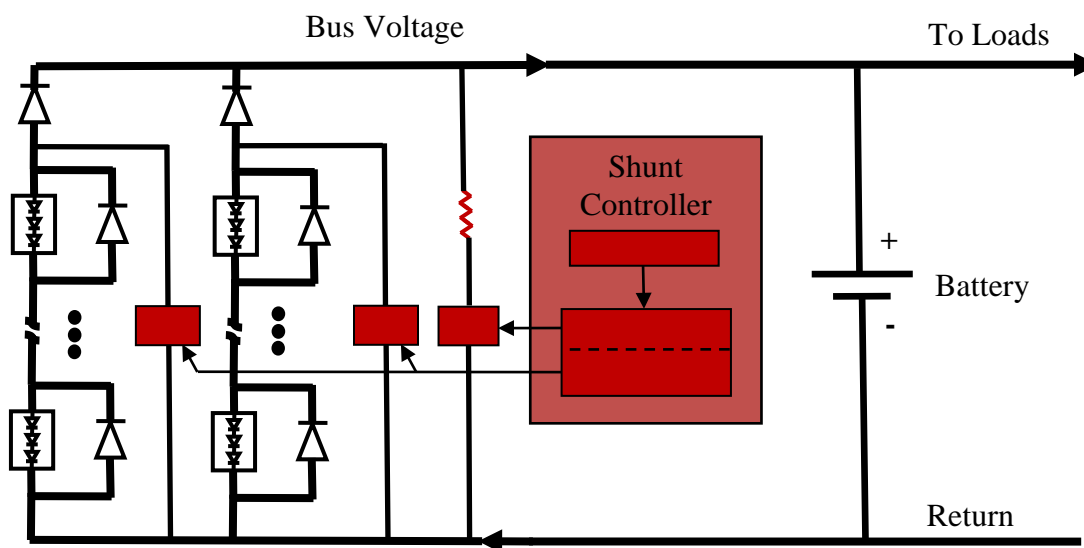 Bus Voltage
To Loads
Shunt
Controller
+
Battery
-
Return